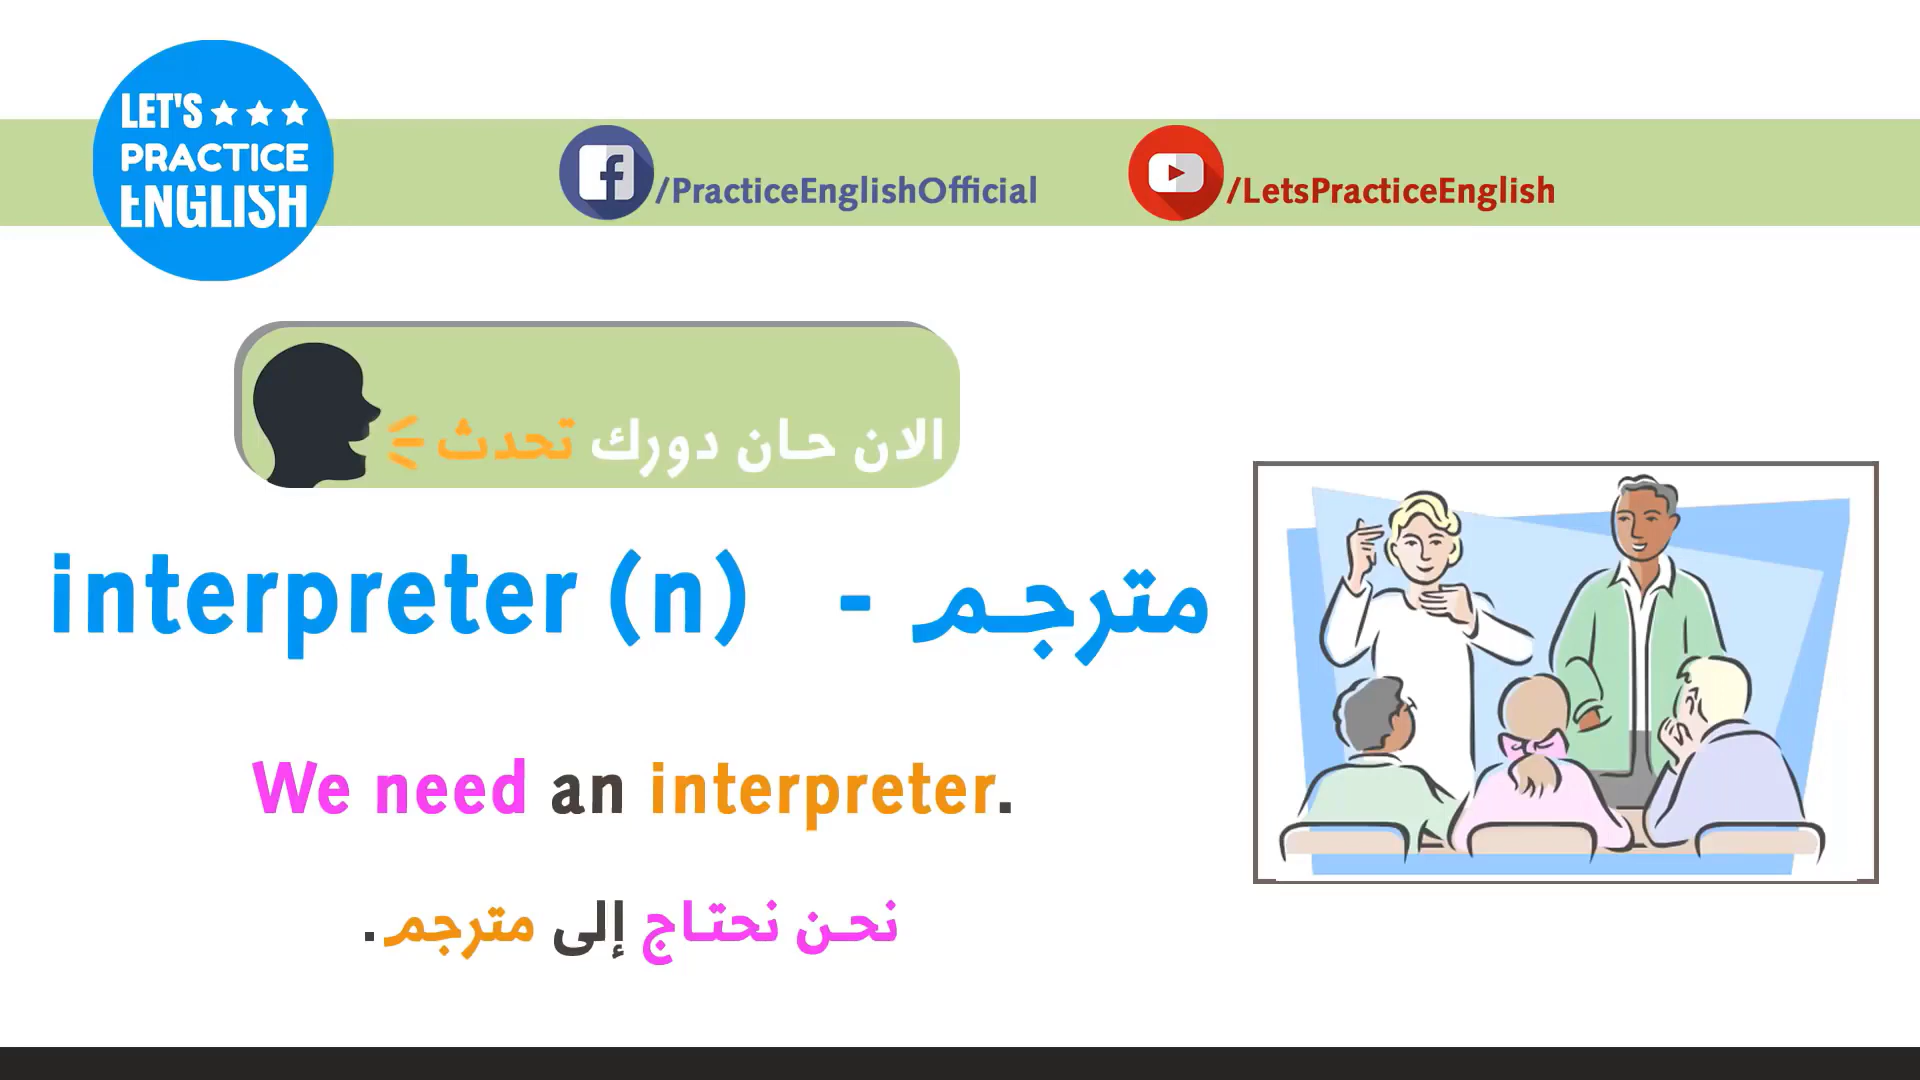 LET'S
PRACTICE
ENGLISH
/PracticeEnglishOfficial
/LetsPracticeEnglish
الان حان دورك تحدث
interpreter (n) - مترجم
We need an interpreter.
نحن نحتاج إلى مترجم.